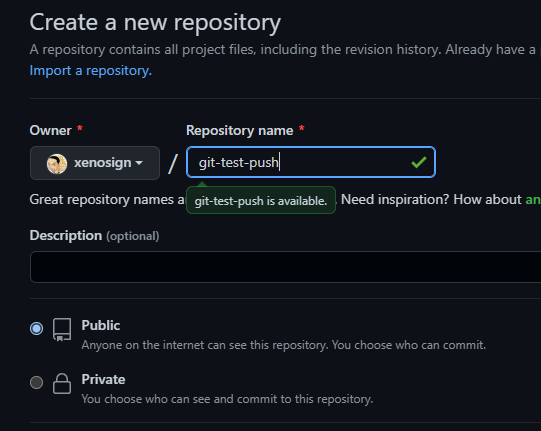 Create a new repository
A repository contains all project files, including the revision history. Already have a
Import a repository.
Owner *
Repository name *
xenosign
/
git-test-push
Great repository names a
git-test-push is available.
. Need inspiration? How about an
Description (optional)
Public
Anyone on the internet can see this repository. You choose who can commit.
Private
You choose who can see and commit to this repository.